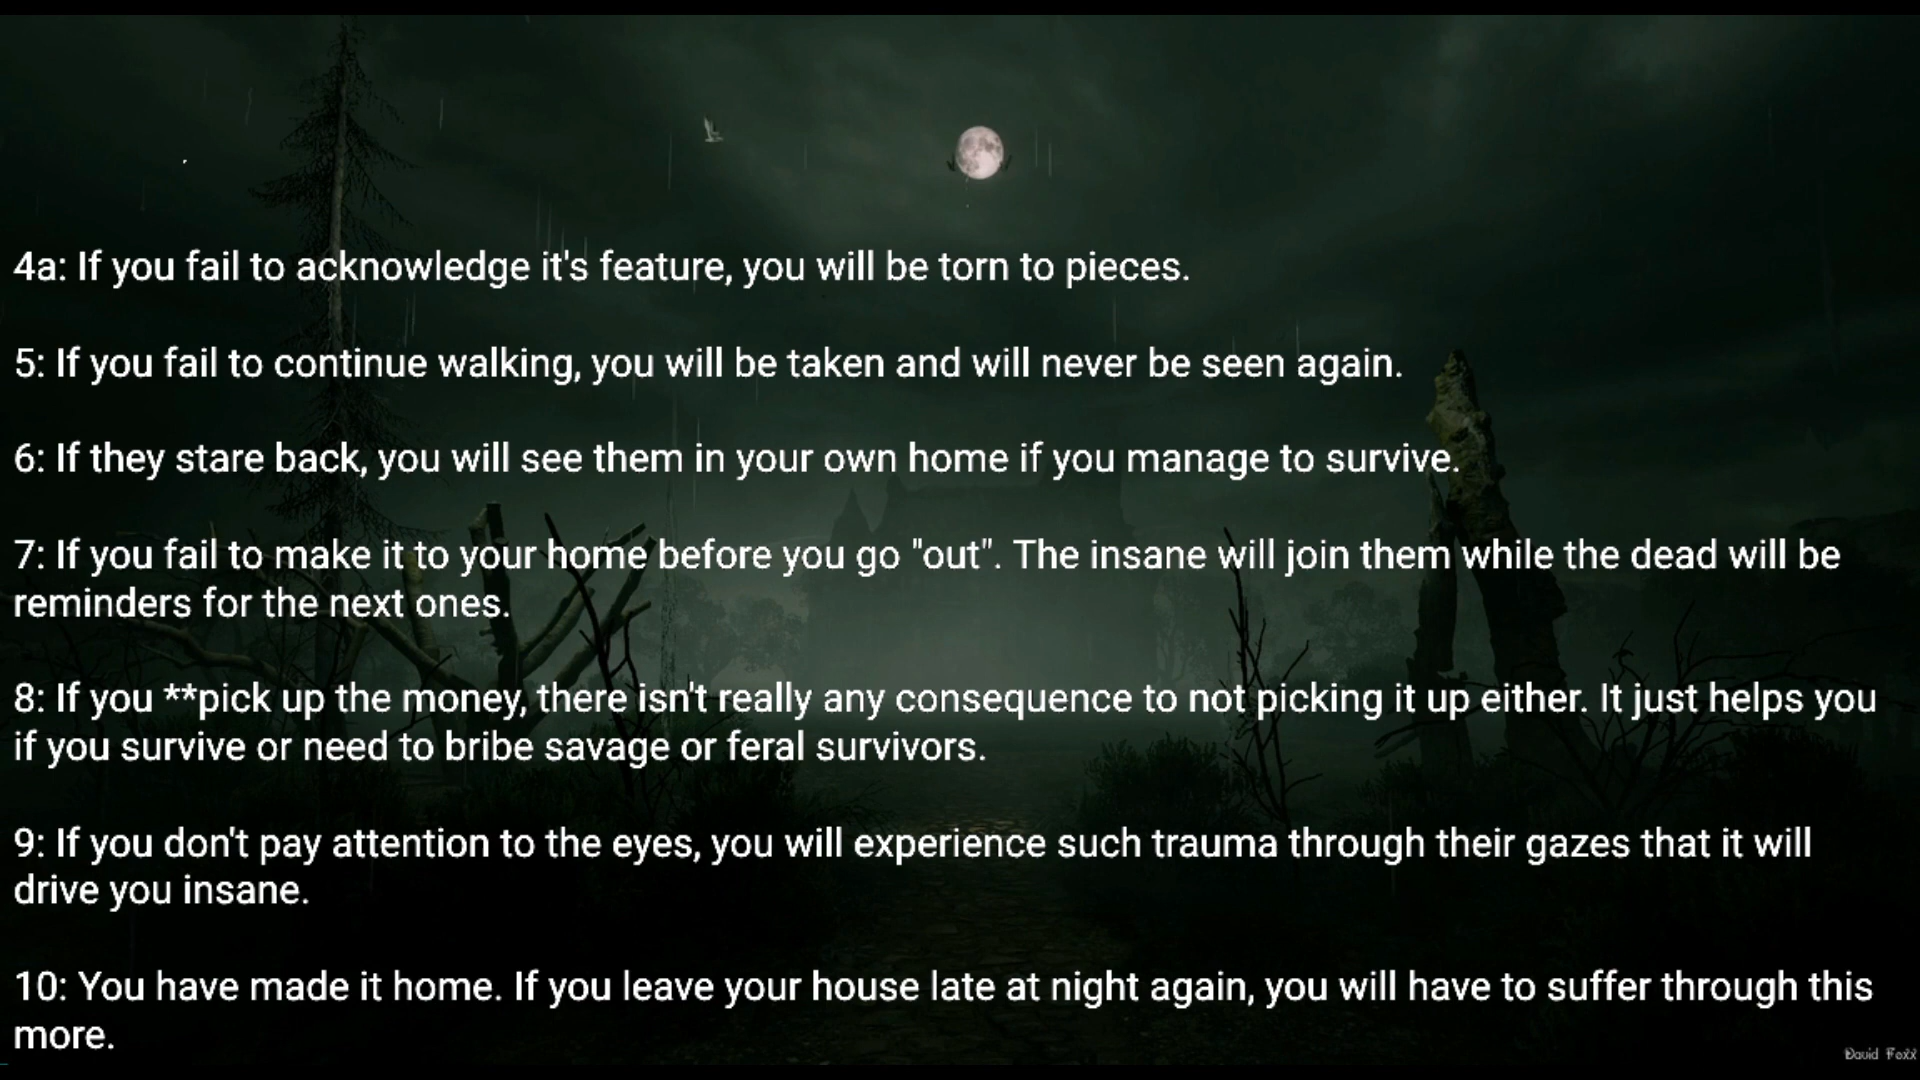 4a: If you fail to acknowledge it's feature, you will be torn to pieces.
5: If you fail to continue walking, you will be taken and will never be seen again.
6: If they stare back, you will see them in your own home if you manage to survive.
7: If you fail to make it to your home before you go "out". The insane will join them while the dead will be
reminders for the next ones.
8: If you **pick up the money, there isn't really any consequence to not picking it up either. It just helps you
if you survive or need to bribe savage or feral survivors.
9: If you don't pay attention to the eyes, you will experience such trauma through their gazes that it will
drive you insane.
10: You have made it home. If you leave your house late at night again, you will have to suffer through this
more.
David Foxx